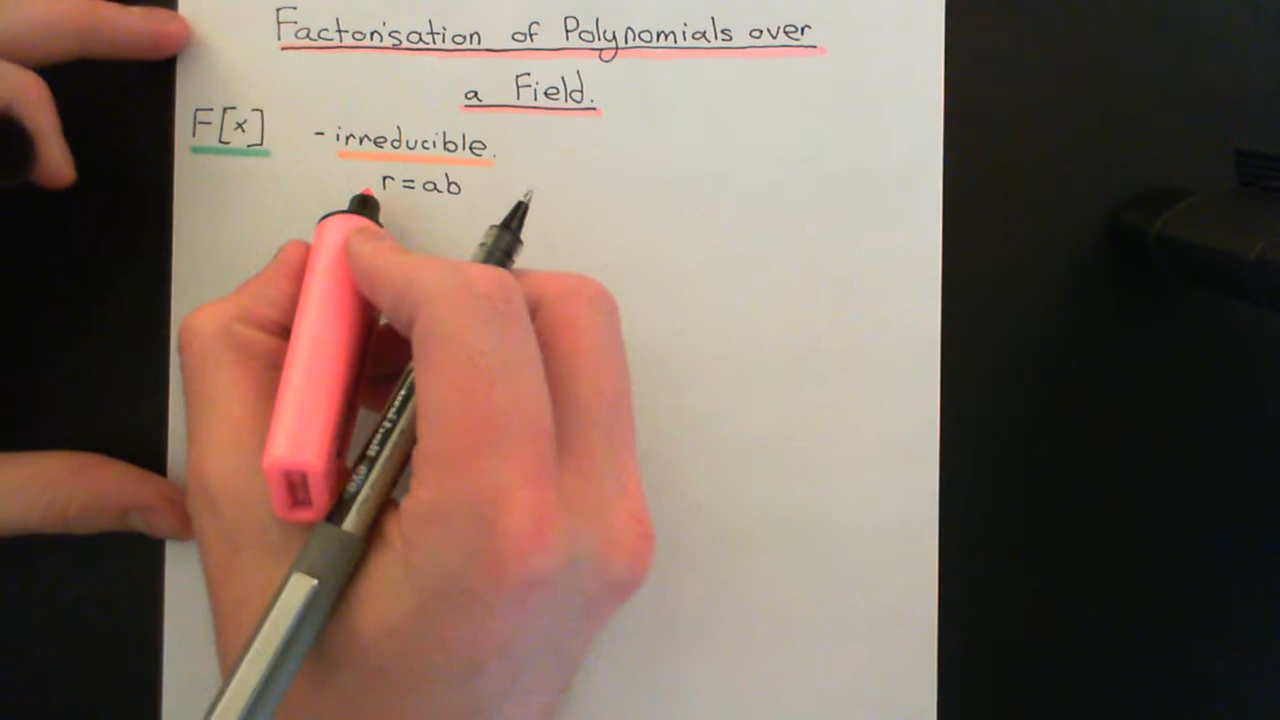 Factorisation of Polynomials over
a Field.
F[x] - irreducible.
r = ab